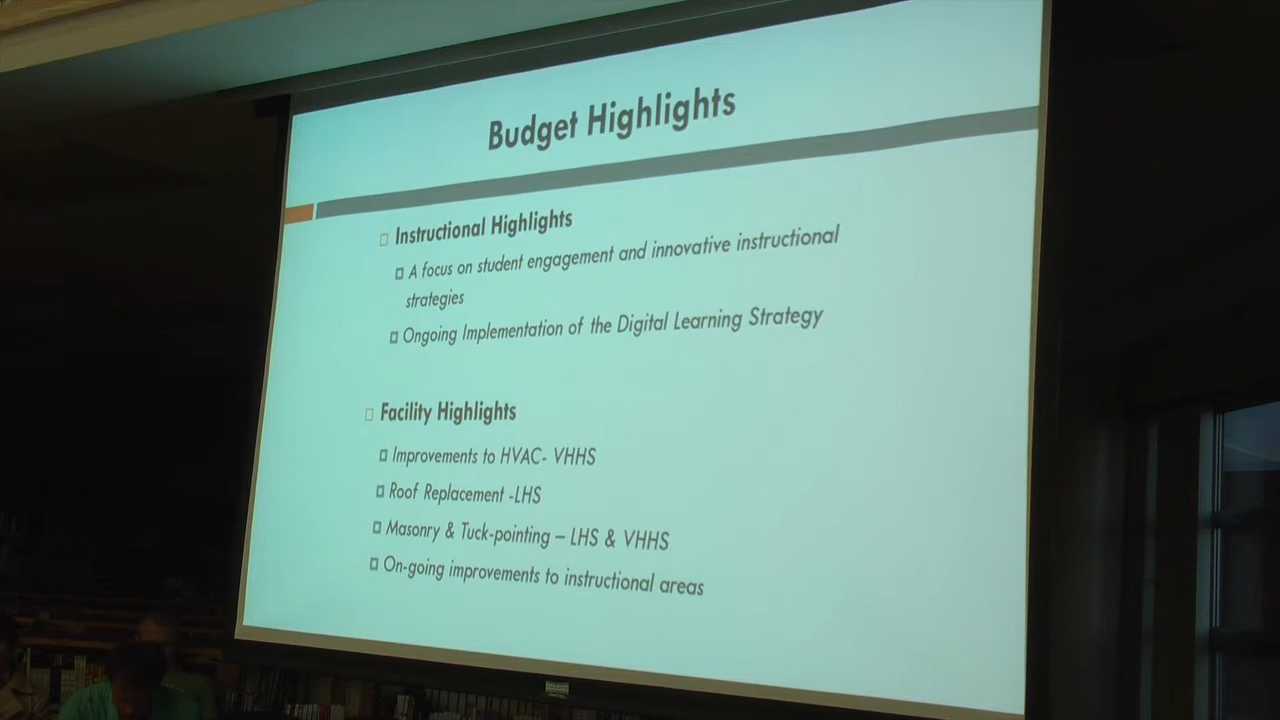 Budget Highlights
Instructional Highlights
A focus on student engagement and innovative instructional
strategies
Ongoing Implementation of the Digital Learning Strategy
Facility Highlights
Improvements to HVAC- VHHS
Roof Replacement -LHS
Masonry & Tuck-pointing – LHS & VHHS
On-going improvements to instructional areas